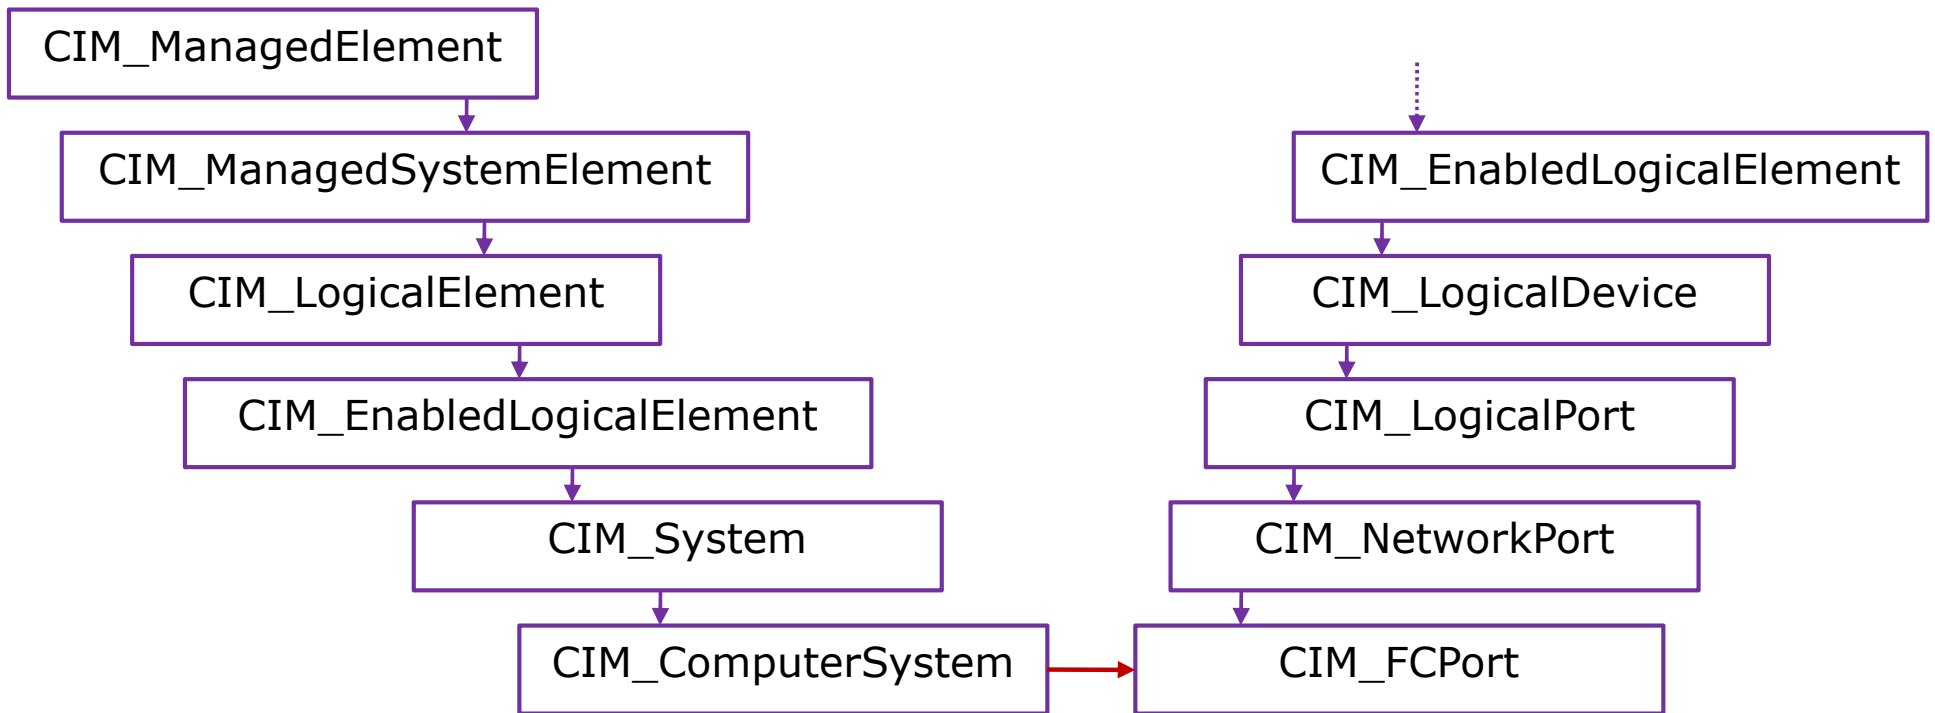 CIM_ManagedElement
CIM_ManagedSystemElement
CIM_LogicalElement
CIM_EnabledLogicalElement
CIM_System
CIM_ComputerSystem
CIM_EnabledLogicalElement
CIM_LogicalDevice
CIM_LogicalPort
CIM_NetworkPort
CIM_FCPort